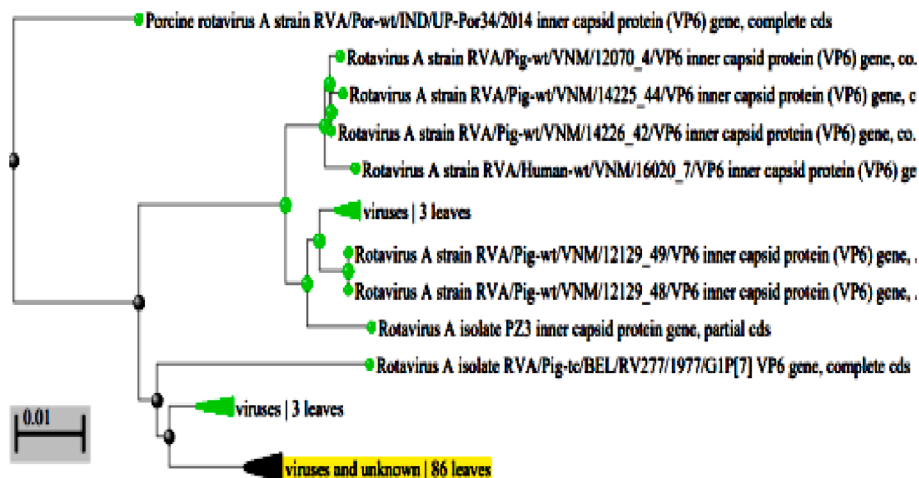 Porcine rotavirus A strain RVA/Por-wt/IND/UP-Por34/2014 inner capsid protein (VP6) gene, complete cds
Rotavirus A strain RVA/Pig-wt/VNM/12070_4/VP6 inner capsid protein (VP6) gene, co.
Rotavirus A strain RVA/Pig-wt/VNM/14225_44/VP6 inner capsid protein (VP6) gene, c
Rotavirus A strain RVA/Pig-wt/VNM/14226_42/VP6 inner capsid protein (VP6) gene, co.
Rotavirus A strain RVA/Human-wt/VNM/16020_7/VP6 inner capsid protein (VP6) ge
viruses | 3 leaves
Rotavirus A strain RVA/Pig-wt/VNM/12129_49/VP6 inner capsid protein (VP6) gene, .
Rotavirus A strain RVA/Pig-wt/VNM/12129_48/VP6 inner capsid protein (VP6) gene, .
Rotavirus A isolate PZ3 inner capsid protein gene, partial cds
Rotavirus A isolate RVA/Pig-tc/BEL/RV277/1977/G1P[7] VP6 gene, complete cds
viruses | 3 leaves
0.01
viruses and unknown | 86 leaves